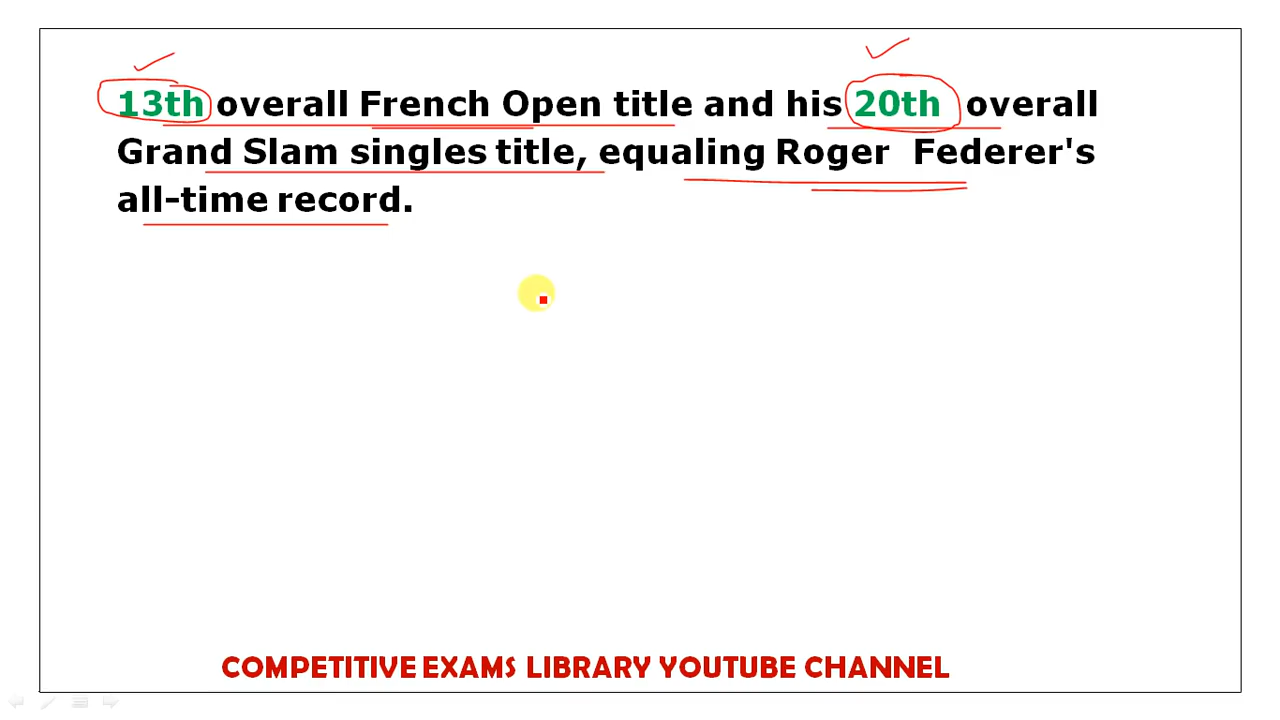 13th overall French Open title and his 20th overall
Grand Slam singles title, equaling Roger Federer's
all-time record.
COMPETITIVE EXAMS LIBRARY YOUTUBE CHANNEL